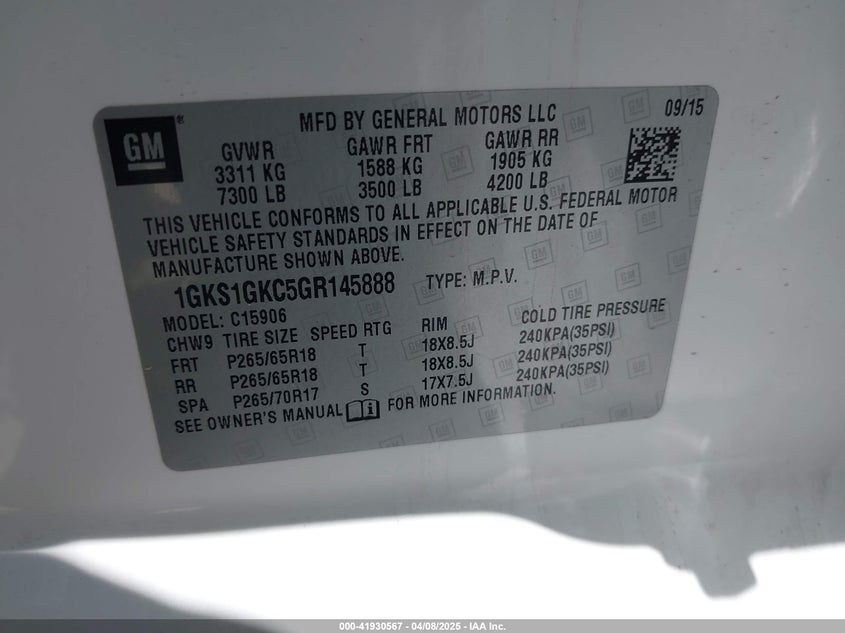 GM®
MFD BY GENERAL MOTORS LLC 09/15
GVWR GAWR FRT GAWR RR
3311 KG 1588 KG 1905 KG
7300 LB 3500 LB 4200 LB
THIS VEHICLE CONFORMS TO ALL APPLICABLE U.S. FEDERAL MOTOR
VEHICLE SAFETY STANDARDS IN EFFECT ON THE DATE OF
MANUFACTURE SHOWN ABOVE.
1GKS1GKC5GR145888 TYPE: M.P.V.
MODEL: C15906
CHW9 TIRE SIZE SPEED RTG RIM COLD TIRE PRESSURE
FRT P265/65R18 T 18X8.5J 240KPA(35PSI)
RR P265/65R18 T 18X8.5J 240KPA(35PSI)
SPA P265/70R17 S 17X7.5J 240KPA(35PSI)
SEE OWNER'S MANUAL FOR MORE INFORMATION.
000-41930567 - 04/08/2025 - IAA Inc.